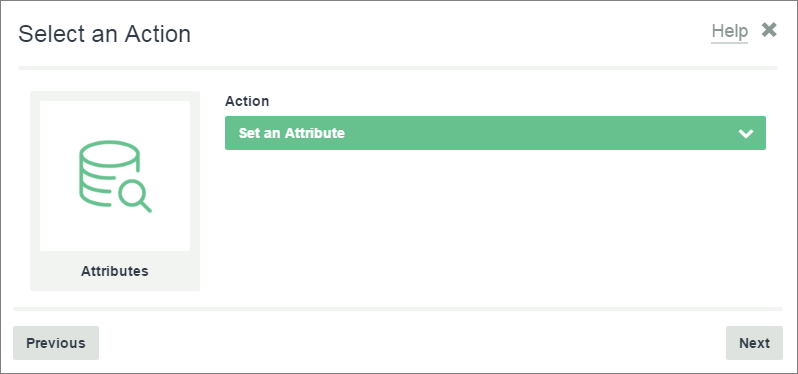 Select an Action
Help
Action
Set an Attribute
Attributes
Previous
Next